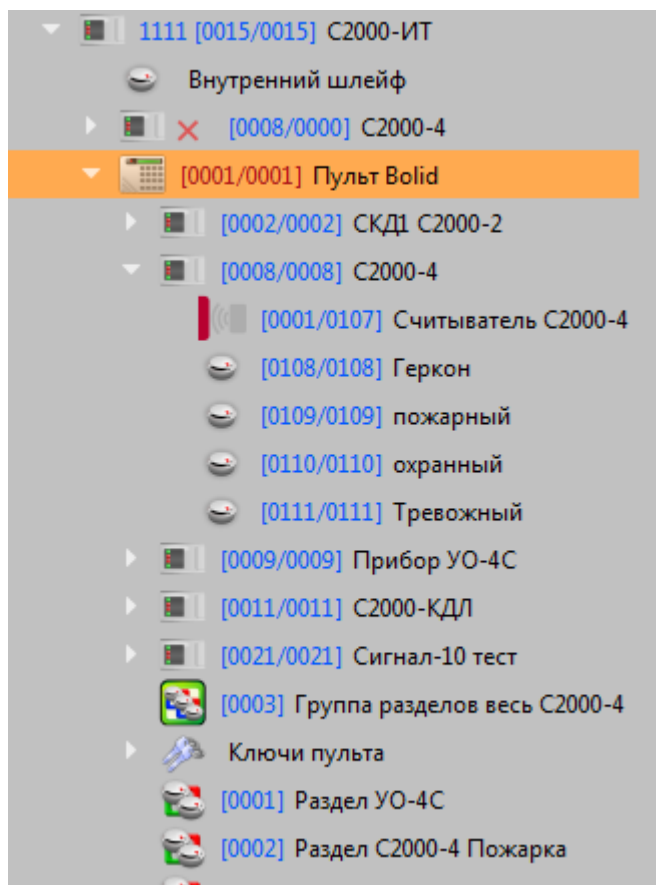 1111 [0015/0015] С2000-ИТ
Внутренний шлейф
[0008/0000] С2000-4
[0001/0001] Пульт Bolid
[0002/0002] СКД1 С2000-2
[0008/0008] С2000-4
[0001/0107] Считыватель С2000-4
[0108/0108] Геркон
[0109/0109] пожарный
[0110/0110] охранный
[0111/0111] Тревожный
[0009/0009] Прибор УО-4С
[0011/0011] С2000-КДЛ
[0021/0021] Сигнал-10 тест
[0003] Группа разделов весь С2000-4
Ключи пульта
[0001] Раздел УО-4С
[0002] Раздел С2000-4 Пожарка